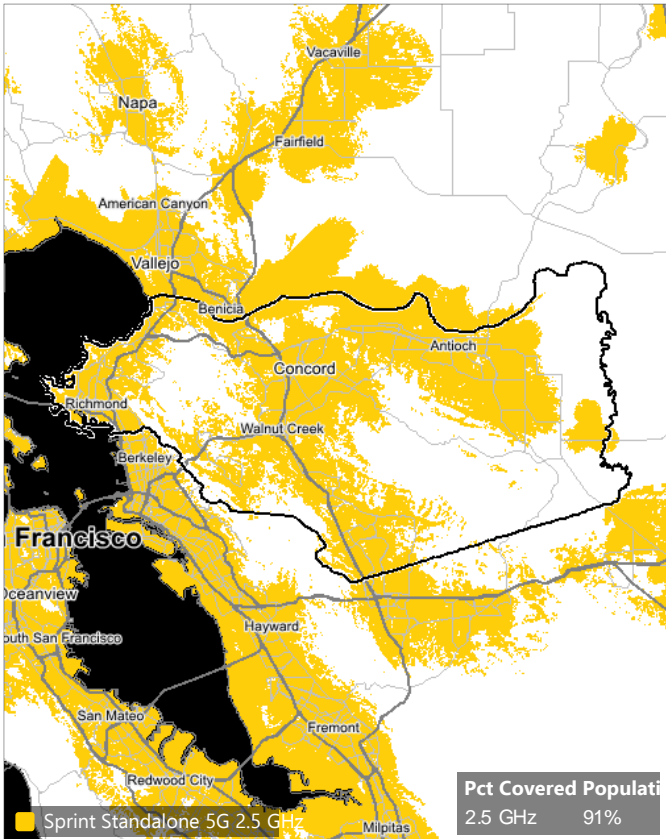 Vacaville
Napa
Fairfield
American Canyon
Vallejo
Benicia
Antioch
Concord
Richmond
Walnut Creek
Berkeley
Francisco
Oceanview
outh San Francisco
Hayward
San Mateo
Fremont
Redwood City
Pct Covered Populati
Sprint Standalone 5G 2.5 GHz
2.5 GHz 91%
Milpitas